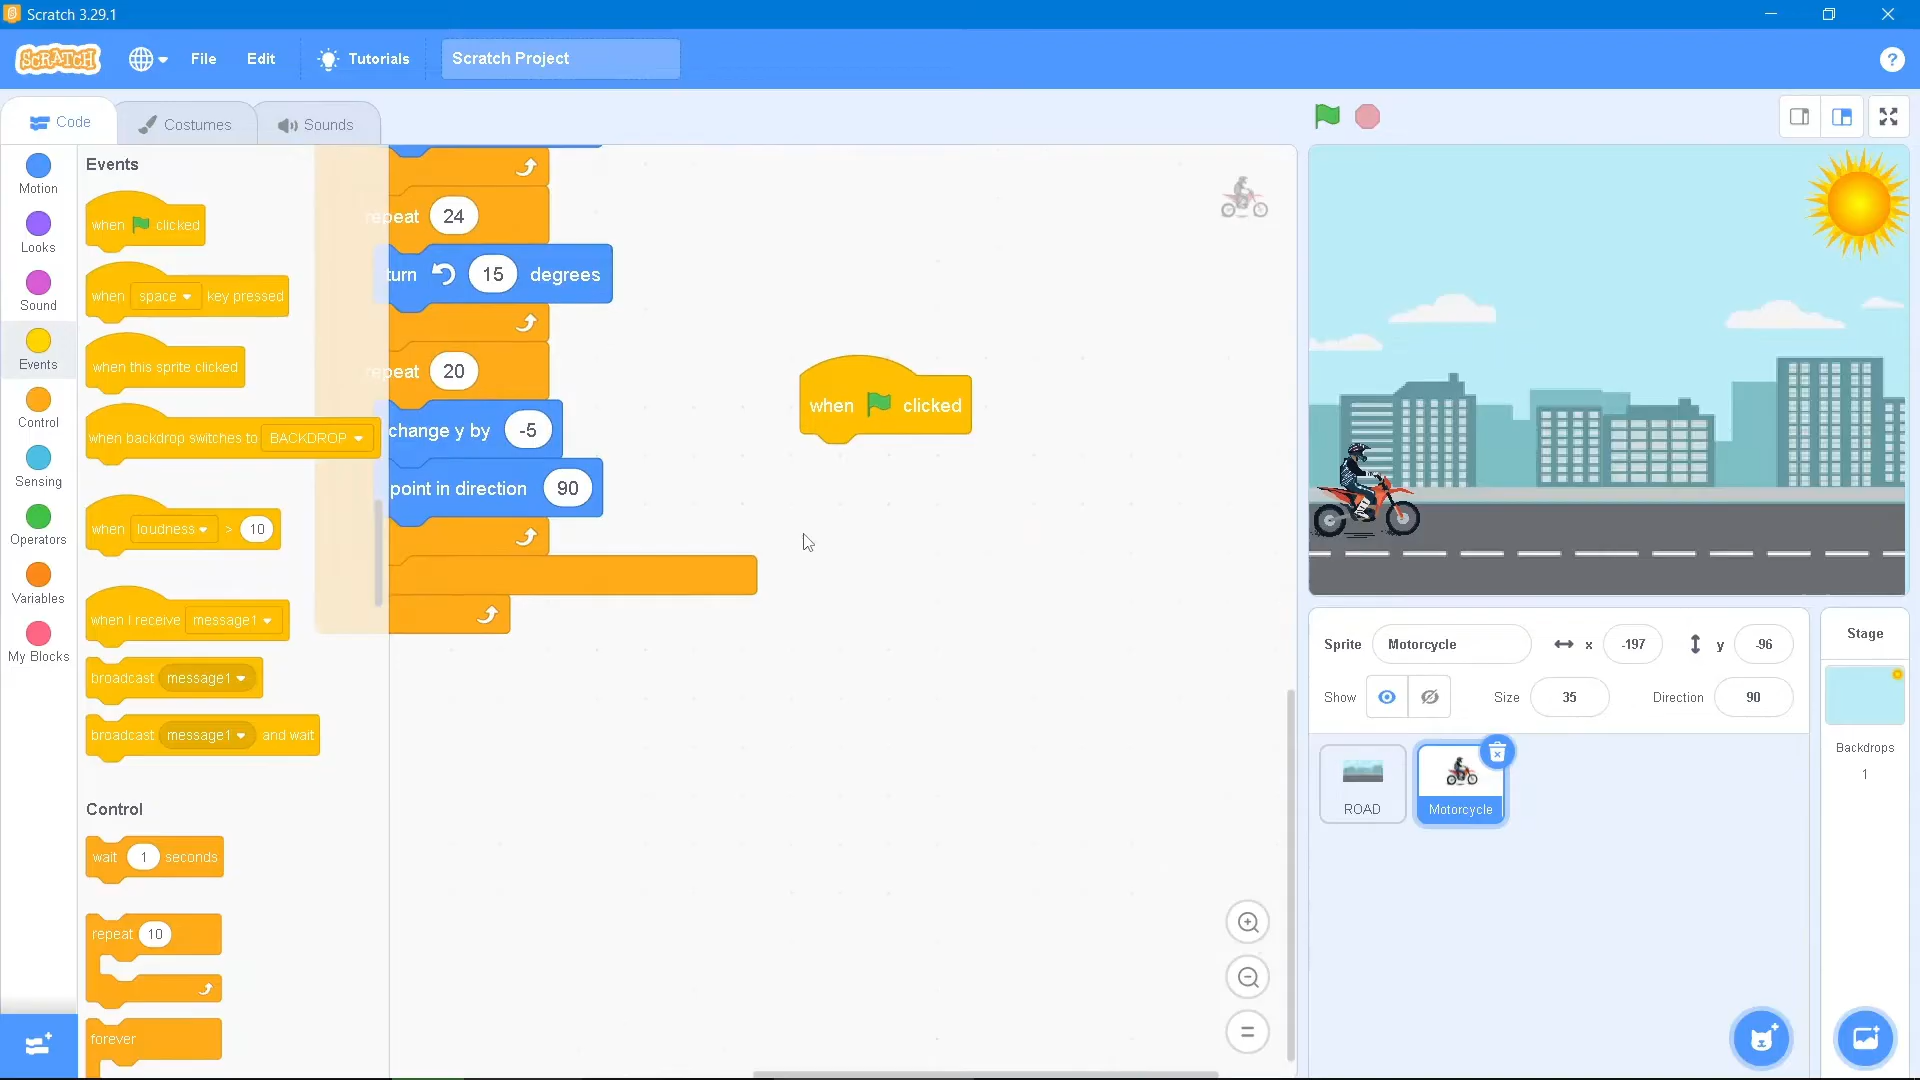 Scratch 3.29.1
SCRATCH
File
Edit
Tutorials
Scratch Project
?
Code
Costumes
Sounds
Motion
Looks
Sound
Events
Control
Sensing
Operators
Variables
My Blocks
Events
when clicked
when space key pressed
when this sprite clicked
when backdrop switches to BACKDROP
when loudness > 10
when I receive message1
broadcast message1
broadcast message1 and wait
Control
wait 1 seconds
repeat 10
forever
repeat 24
turn 15 degrees
repeat 20
change y by -5
point in direction 90
when clicked
Sprite
Motorcycle
x
-197
y
-96
Show
Size
35
Direction
90
ROAD
Motorcycle
Stage
Backdrops
1